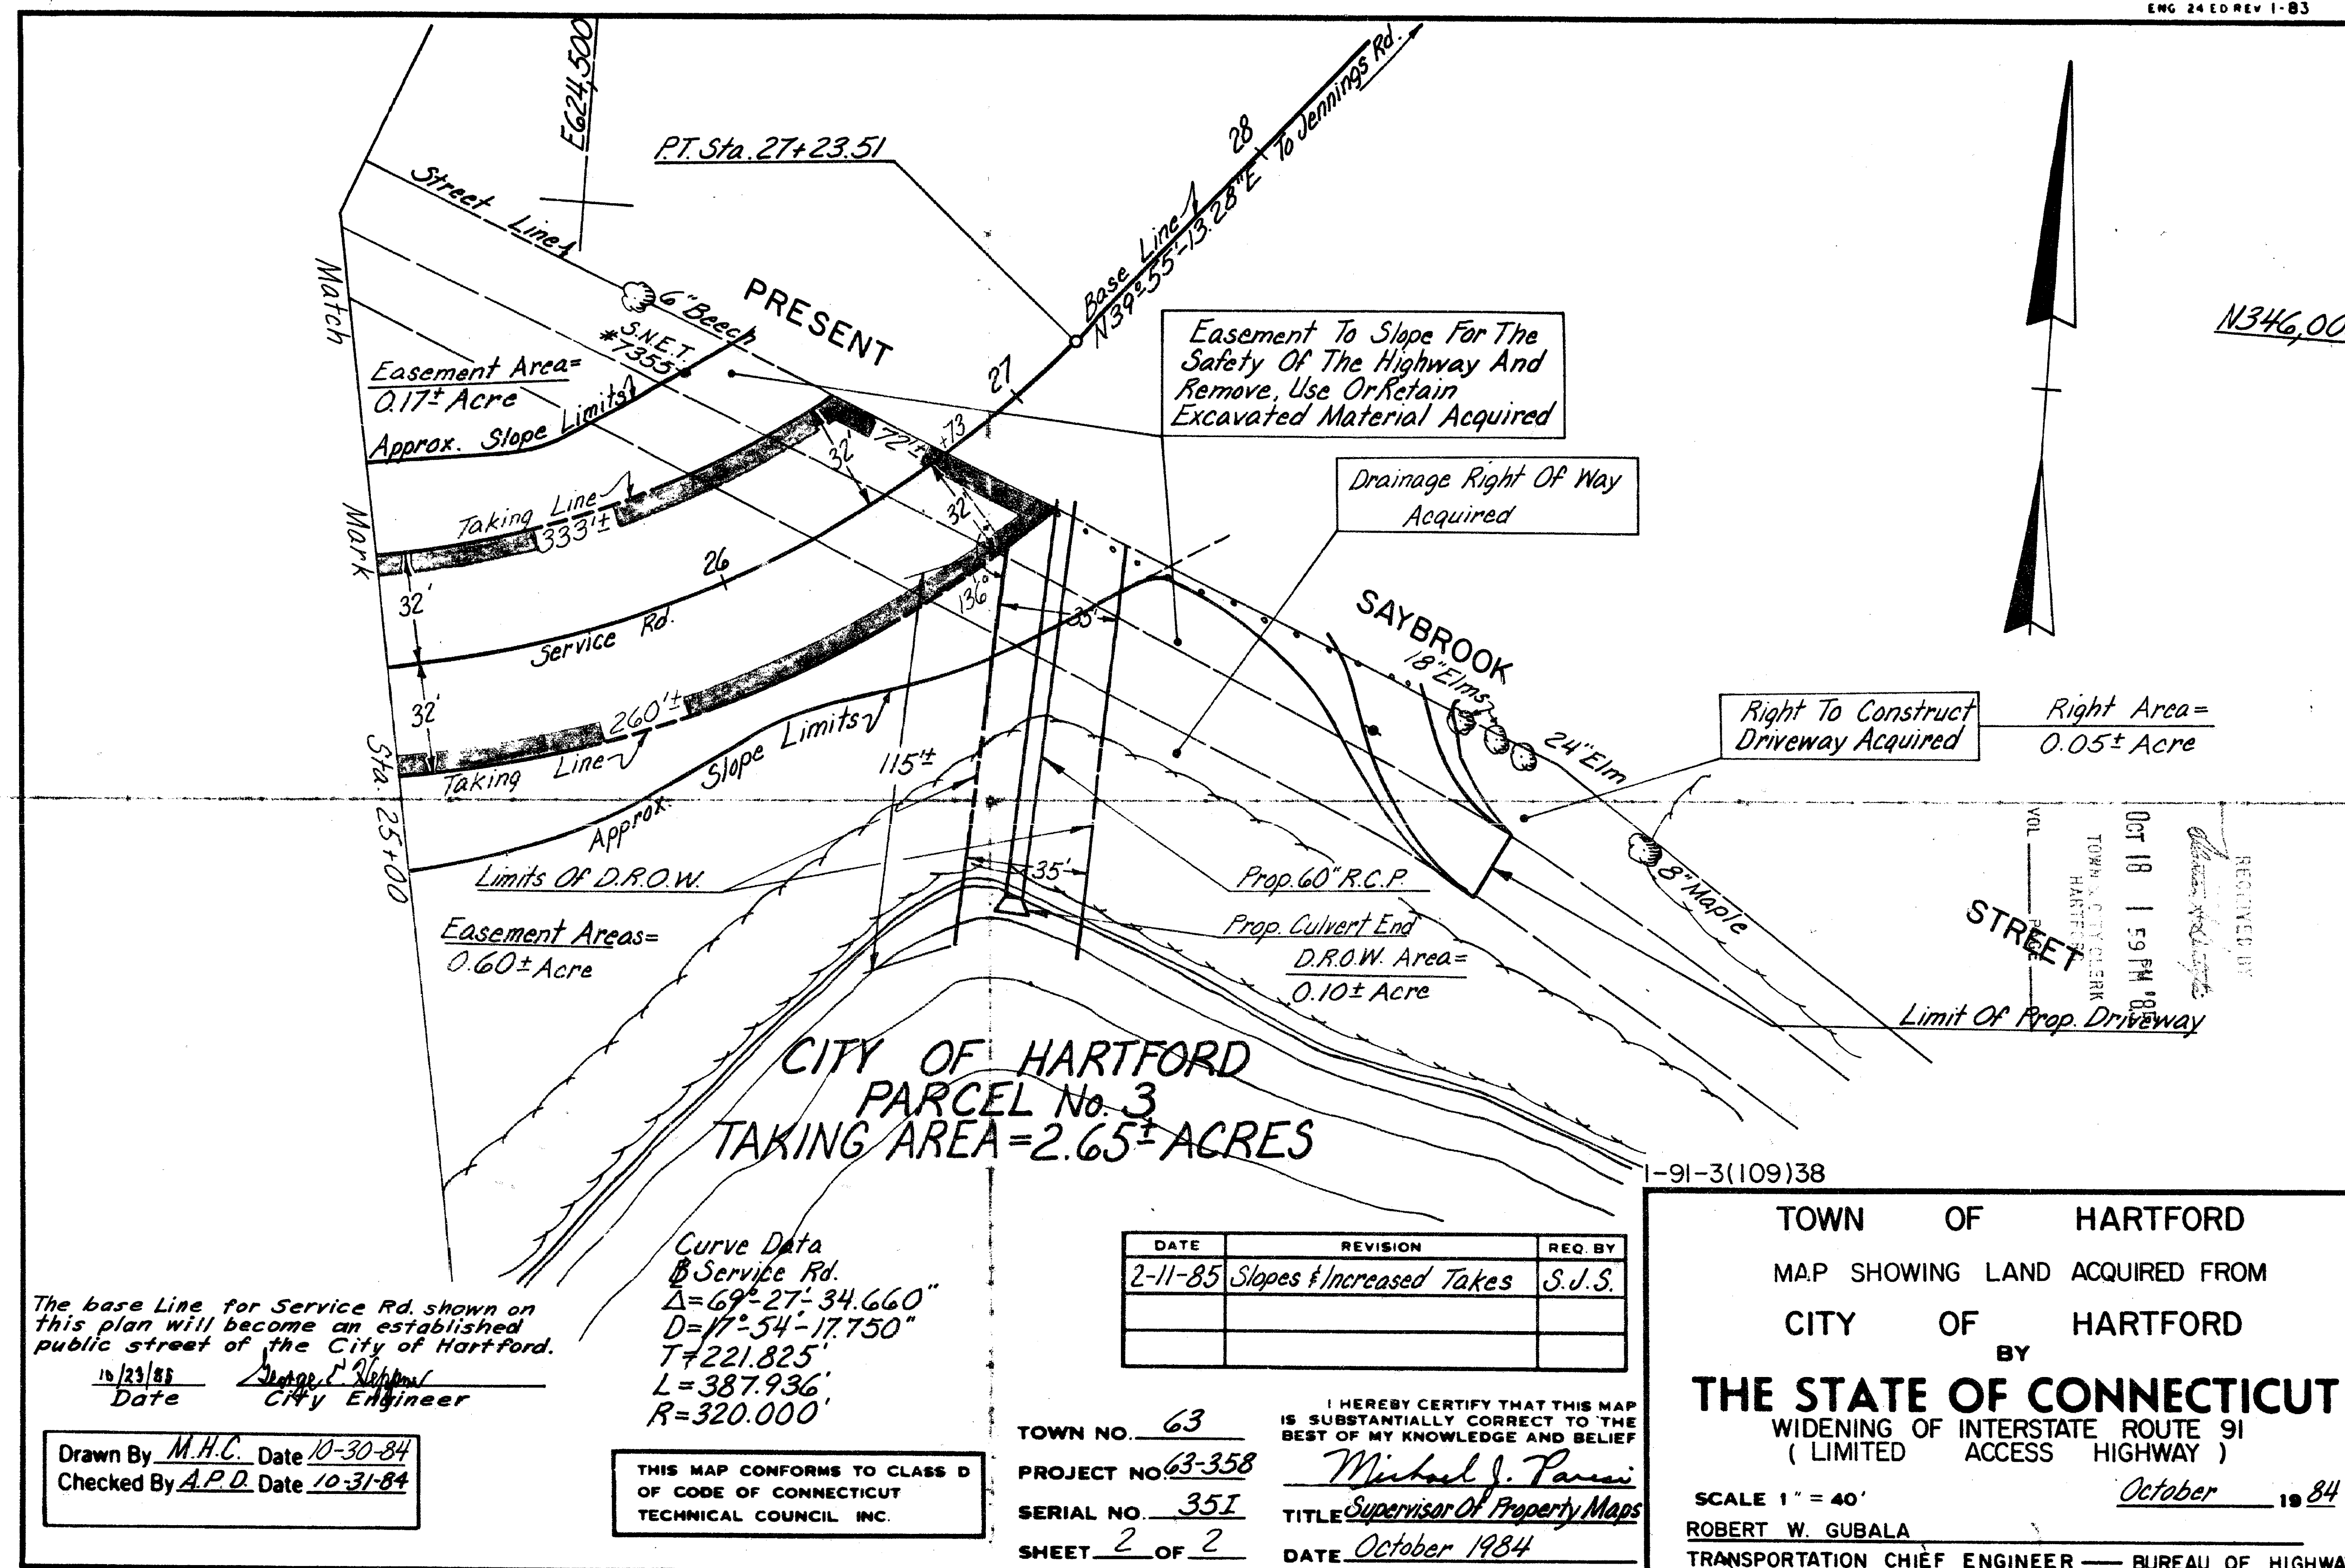 ENG 24 ED REV 1-83
E624,500
P.T. Sta. 27+23.51
Street Line
28
To Jennings Rd.
Base Line
N39°-55'-13.28"E
N346,00
Match
Mark
Sta. 25+00
6" Beech
S.N.E.T.
#7355
PRESENT
SAYBROOK
STREET
Easement Area=
0.17± Acre
Approx. Slope Limits
27
+73
72'±
32'
32'
Easement To Slope For The
Safety Of The Highway And
Remove, Use Or Retain
Excavated Material Acquired
Drainage Right Of Way
Acquired
Taking Line
333'±
26
32'
Service Rd.
136°
35'
32'
260'±
Taking Line
Approx. Slope Limits
115'±
18" Elms
24" Elm
Right To Construct
Driveway Acquired
Right Area=
0.05± Acre
8" Maple
Limits Of D.R.O.W.
35'
Prop. 60" R.C.P.
Prop. Culvert End
D.R.O.W. Area=
0.10± Acre
Easement Areas=
0.60± Acre
Limit Of Prop. Driveway
RECEIVED BY
OCT 18 1 59 PM
TOWN & CITY CLERK
HARTFORD
VOL PAGE
CITY OF HARTFORD
PARCEL No. 3
TAKING AREA=2.65± ACRES
1-91-3(109)38
Curve Data
B Service Rd.
Δ=69°-27'-34.660"
D=17°-54'-17.750"
T=221.825'
L=387.936'
R=320.000'
DATE REVISION REQ. BY
2-11-85 Slopes & Increased Takes S.J.S.
The base Line for Service Rd. shown on
this plan will become an established
public street of the City of Hartford.
10/23/85 George E. Heppner
Date City Engineer
Drawn By M.H.C. Date 10-30-84
Checked By A.P.D. Date 10-31-84
THIS MAP CONFORMS TO CLASS D
OF CODE OF CONNECTICUT
TECHNICAL COUNCIL INC.
TOWN NO. 63
PROJECT NO. 63-358
SERIAL NO. 35I
SHEET 2 OF 2
I HEREBY CERTIFY THAT THIS MAP
IS SUBSTANTIALLY CORRECT TO THE
BEST OF MY KNOWLEDGE AND BELIEF
Michael J. Parisi
TITLE Supervisor Of Property Maps
DATE October 1984
TOWN OF HARTFORD
MAP SHOWING LAND ACQUIRED FROM
CITY OF HARTFORD
BY
THE STATE OF CONNECTICUT
WIDENING OF INTERSTATE ROUTE 91
( LIMITED ACCESS HIGHWAY )
SCALE 1" = 40' October 1984
ROBERT W. GUBALA
TRANSPORTATION CHIEF ENGINEER — BUREAU OF HIGHWA